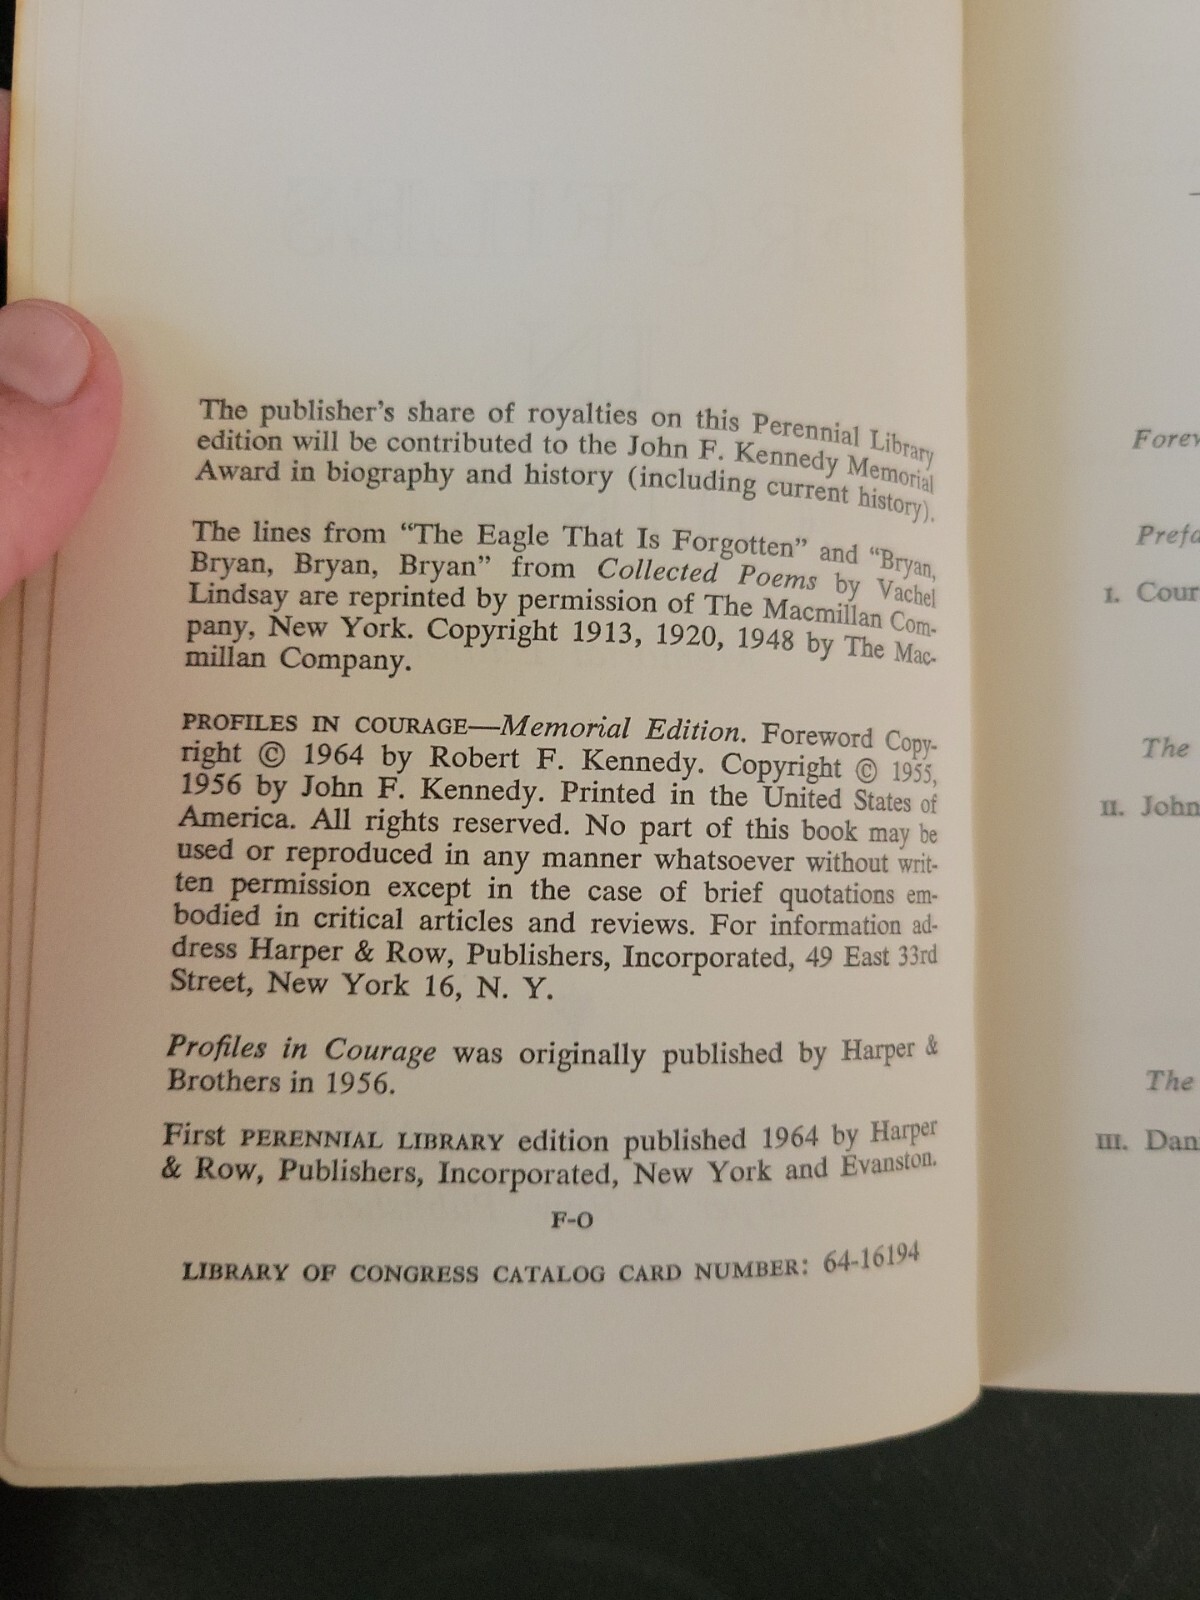 The publisher's share of royalties on this Perennial Library
edition will be contributed to the John F. Kennedy Memorial
Award in biography and history (including current history).
The lines from “The Eagle That Is Forgotten” and “Bryan,
Bryan, Bryan, Bryan” from Collected Poems by Vachel
Lindsay are reprinted by permission of The Macmillan Com-
pany, New York. Copyright 1913, 1920, 1948 by The Mac-
millan Company.
PROFILES IN COURAGE—Memorial Edition. Foreword Copy-
right © 1964 by Robert F. Kennedy. Copyright © 1955,
1956 by John F. Kennedy. Printed in the United States of
America. All rights reserved. No part of this book may be
used or reproduced in any manner whatsoever without writ-
ten permission except in the case of brief quotations em-
bodied in critical articles and reviews. For information ad-
dress Harper & Row, Publishers, Incorporated, 49 East 33rd
Street, New York 16, N. Y.
Profiles in Courage was originally published by Harper &
Brothers in 1956.
First PERENNIAL LIBRARY edition published 1964 by Harper
& Row, Publishers, Incorporated, New York and Evanston.
F-O
LIBRARY OF CONGRESS CATALOG CARD NUMBER: 64-16194
Forew
Prefa
I. Cour
The
II. John
The
III. Dan